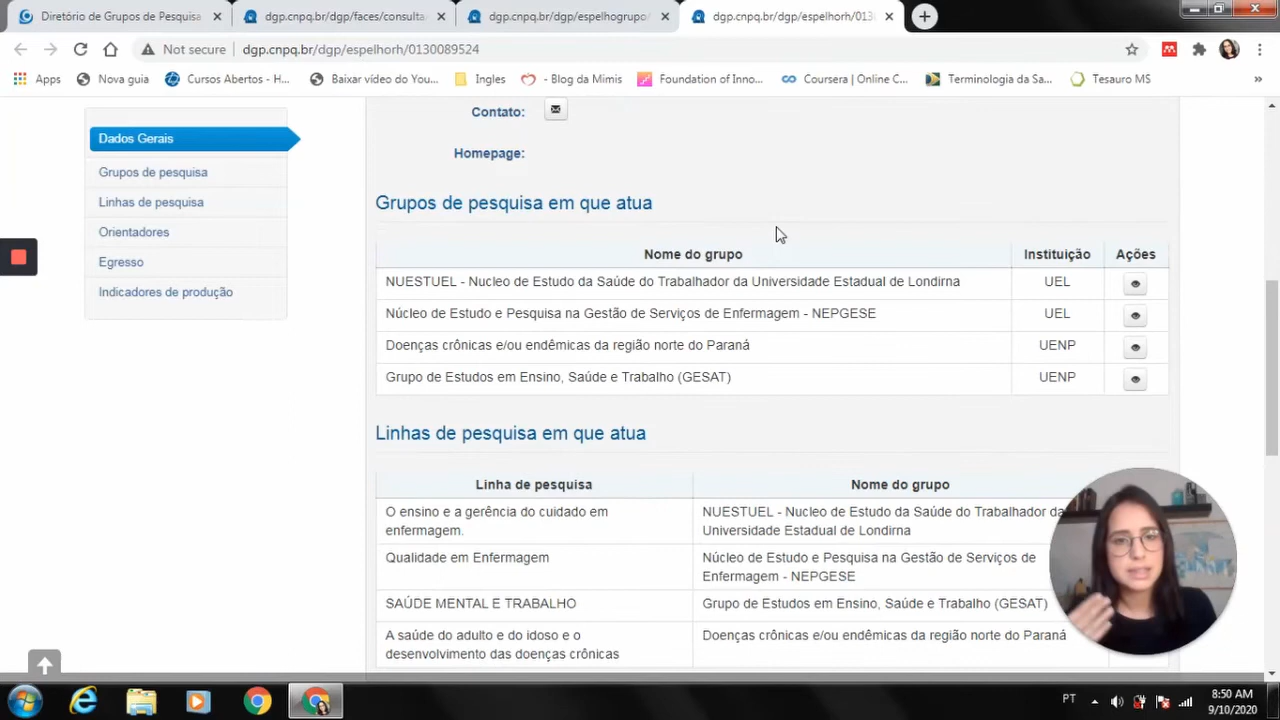 Diretório de Grupos de Pesquisa
dgp.cnpq.br/dgp/faces/consulta
dgp.cnpq.br/dgp/espelhogrupo/
dgp.cnpq.br/dgp/espelhorh/013
Not secure
dgp.cnpq.br/dgp/espelhorh/0130089524
Apps
Nova guia
Cursos Abertos - H...
Baixar vídeo do You...
Ingles
- Blog da Mimis
Foundation of Inno...
Coursera | Online C...
Terminologia da Sa...
Tesauro MS
»
Dados Gerais
Grupos de pesquisa
Linhas de pesquisa
Orientadores
Egresso
Indicadores de produção
Contato:
Homepage:
Grupos de pesquisa em que atua
Nome do grupo Instituição Ações
NUESTUEL - Nucleo de Estudo da Saúde do Trabalhador da Universidade Estadual de Londirna UEL
Núcleo de Estudo e Pesquisa na Gestão de Serviços de Enfermagem - NEPGESE UEL
Doenças crônicas e/ou endêmicas da região norte do Paraná UENP
Grupo de Estudos em Ensino, Saúde e Trabalho (GESAT) UENP
Linhas de pesquisa em que atua
Linha de pesquisa Nome do grupo
O ensino e a gerência do cuidado em
enfermagem.
NUESTUEL - Nucleo de Estudo da Saúde do Trabalhador da
Universidade Estadual de Londirna
Qualidade em Enfermagem
Núcleo de Estudo e Pesquisa na Gestão de Serviços de
Enfermagem - NEPGESE
SAÚDE MENTAL E TRABALHO
Grupo de Estudos em Ensino, Saúde e Trabalho (GESAT)
A saúde do adulto e do idoso e o
desenvolvimento das doenças crônicas
Doenças crônicas e/ou endêmicas da região norte do Paraná
PT
8:50 AM
9/10/2020